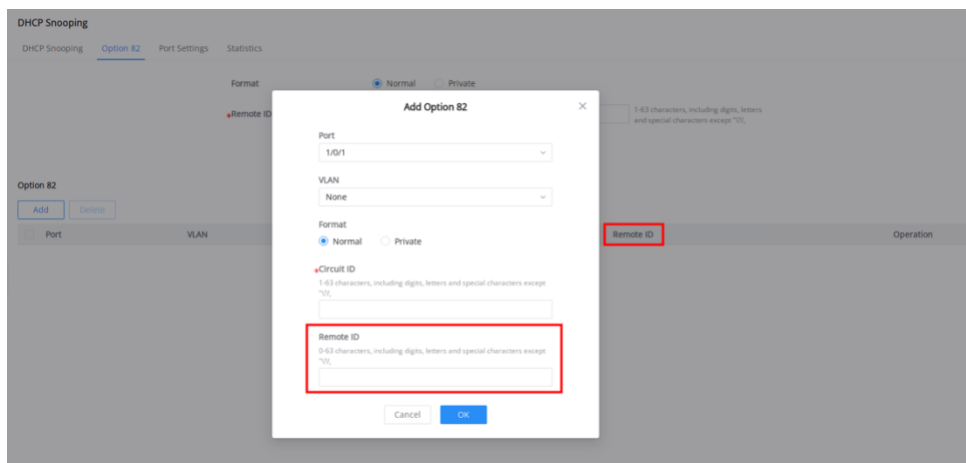 DHCP Snooping
DHCP Snooping Option 82 Port Settings Statistics
Format Normal Private
*Remote ID 1-63 characters, including digits, letters
and special characters except
Add Option 82
Port
1/0/1
VLAN
None
Format
Normal Private
*Circuit ID
1-63 characters, including digits, letters and special characters except
Remote ID
0-63 characters, including digits, letters and special characters except
Cancel OK
Option 82
Add Delete
Port VLAN Remote ID Operation